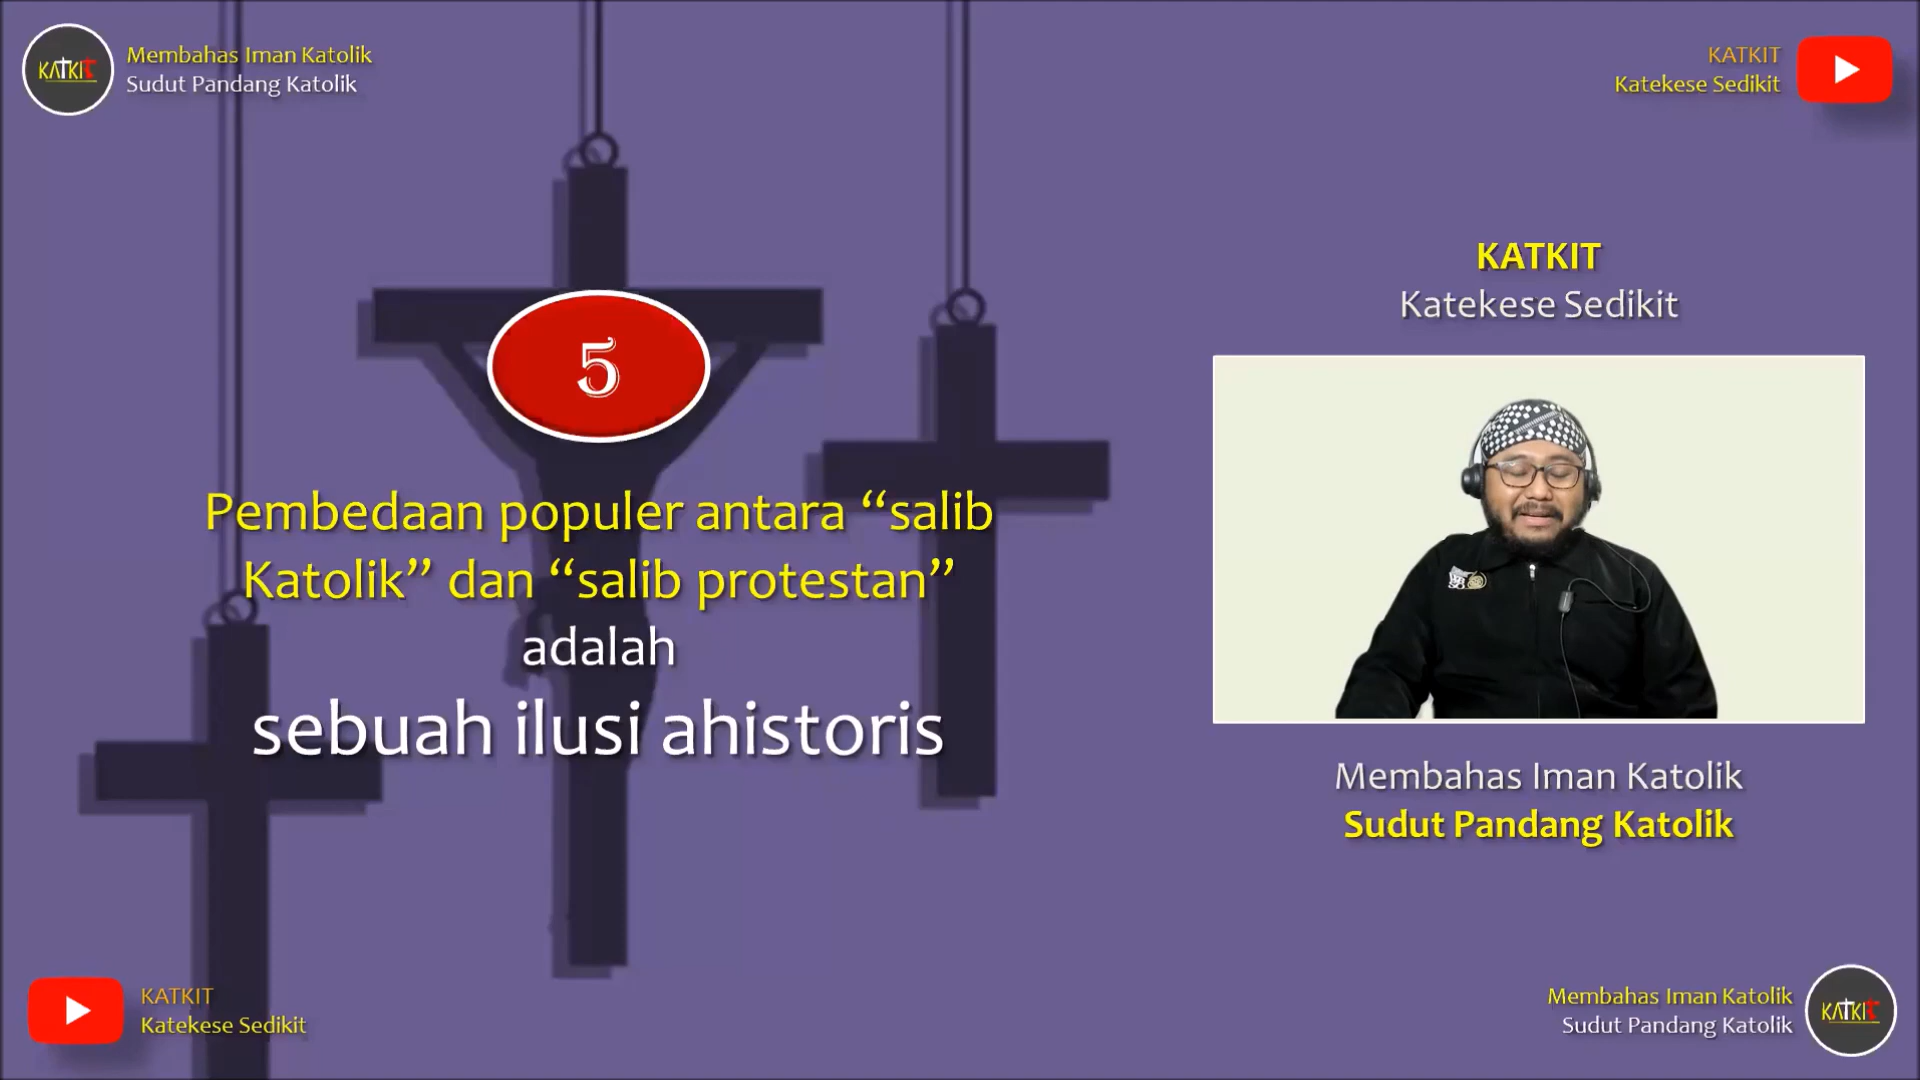 KATKIT
Membahas Iman Katolik
Sudut Pandang Katolik
KATKIT
Katekese Sedikit
5
Pembedaan populer antara “salib
Katolik” dan “salib protestan”
adalah
sebuah ilusi ahistoris
KATKIT
Katekese Sedikit
Membahas Iman Katolik
Sudut Pandang Katolik
KATKIT
Katekese Sedikit
Membahas Iman Katolik
Sudut Pandang Katolik
KATKIT